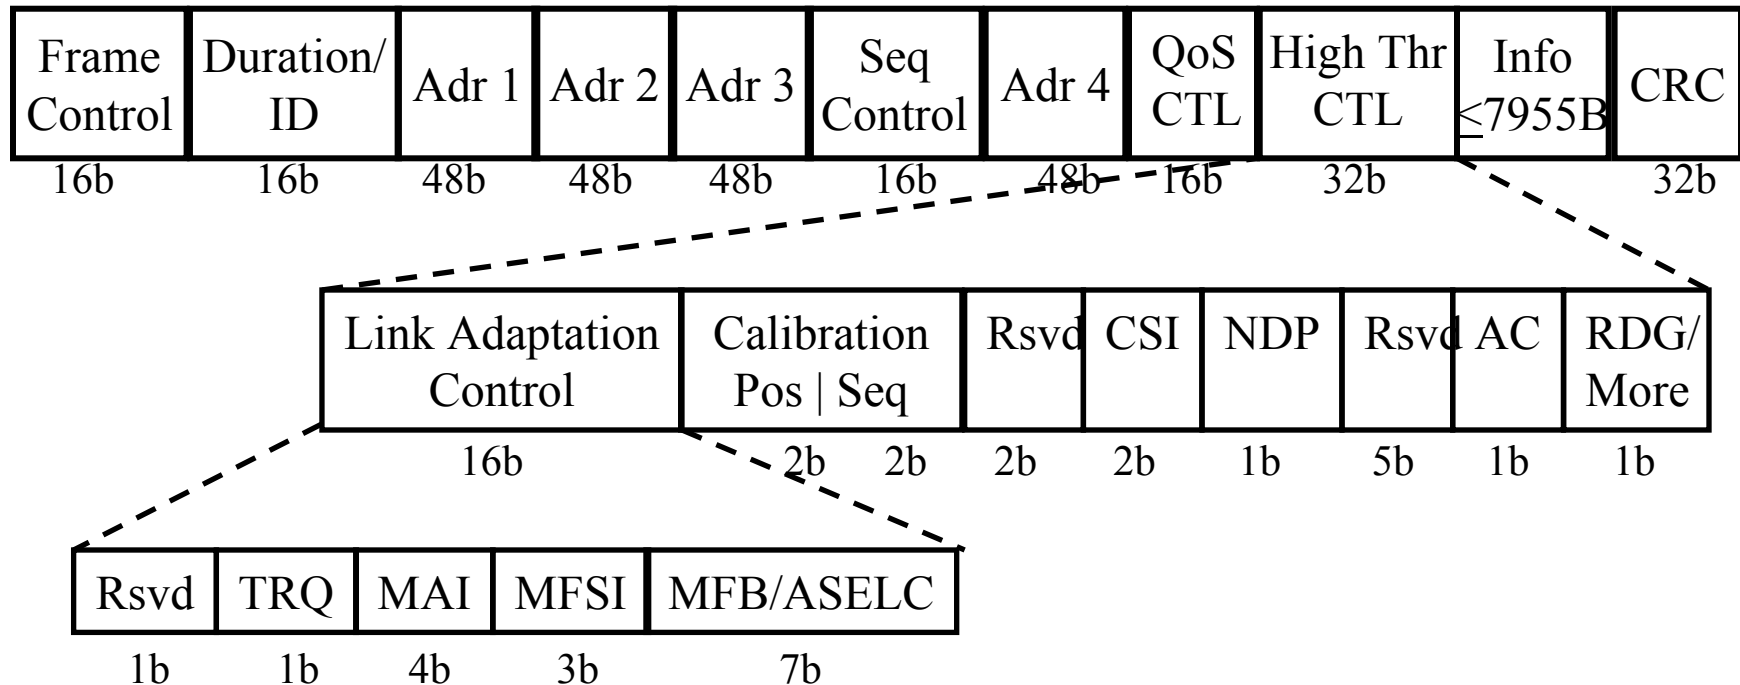 Frame Control
Duration/ ID
Adr 1
Adr 2
Adr 3
Seq Control
Adr 4
QoS CTL
High Thr CTL
Info ≤7955B
CRC
16b 16b 48b 48b 48b 16b 48b 16b 32b 32b
Link Adaptation Control
Calibration Pos | Seq
Rsvd
CSI
NDP
Rsvd
AC
RDG/ More
16b 2b 2b 2b 2b 1b 5b 1b 1b
Rsvd TRQ MAI MFSI MFB/ASELC
1b 1b 4b 3b 7b